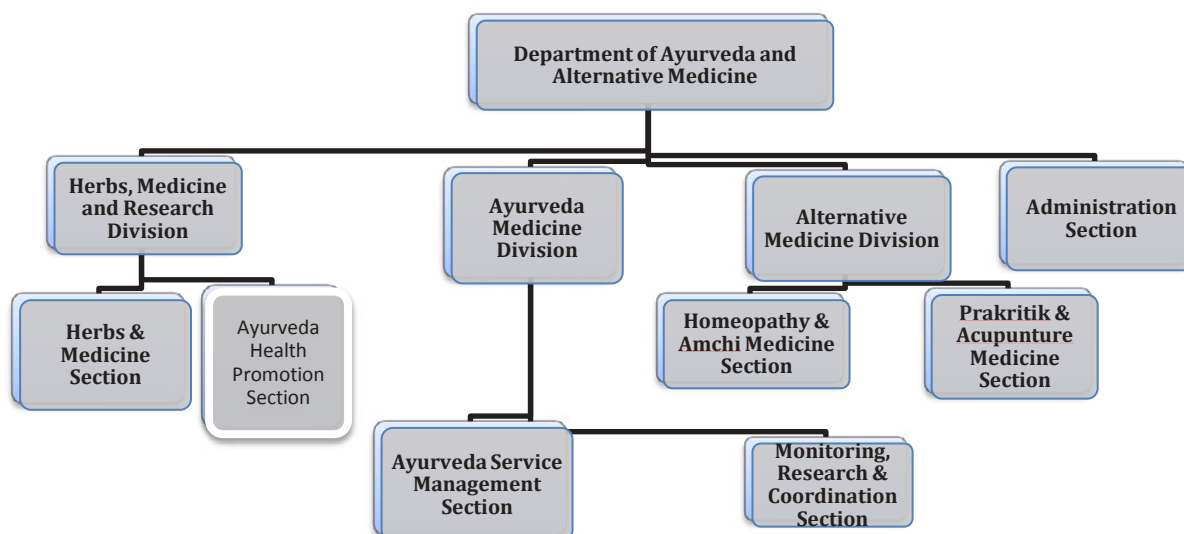 Department of Ayurveda and
Alternative Medicine
Herbs, Medicine
and Research
Division
Ayurveda
Medicine
Division
Alternative
Medicine Division
Administration
Section
Herbs &
Medicine
Section
Ayurveda
Health
Promotion
Section
Homeopathy &
Amchi Medicine
Section
Prakritik &
Acupunture
Medicine
Section
Ayurveda Service
Management
Section
Monitoring,
Research &
Coordination
Section